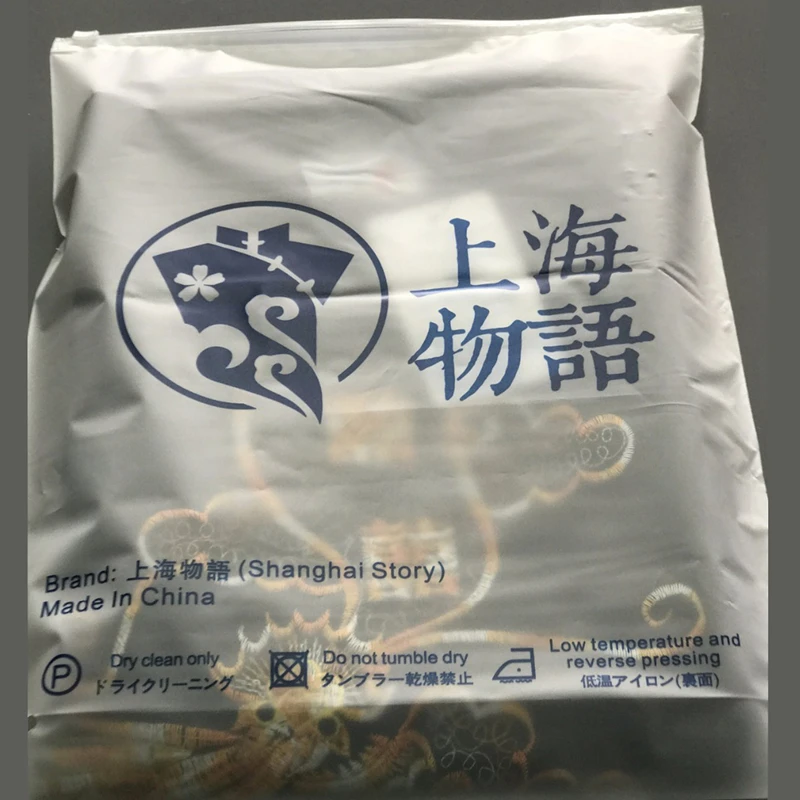 上海
物語
Brand: 上海物語 (Shanghai Story)
Made In China
P
Dry clean only
ドライクリーニング
Do not tumble dry
タンブラー乾燥禁止
Low temperature and
reverse pressing
低温アイロン(裏面)